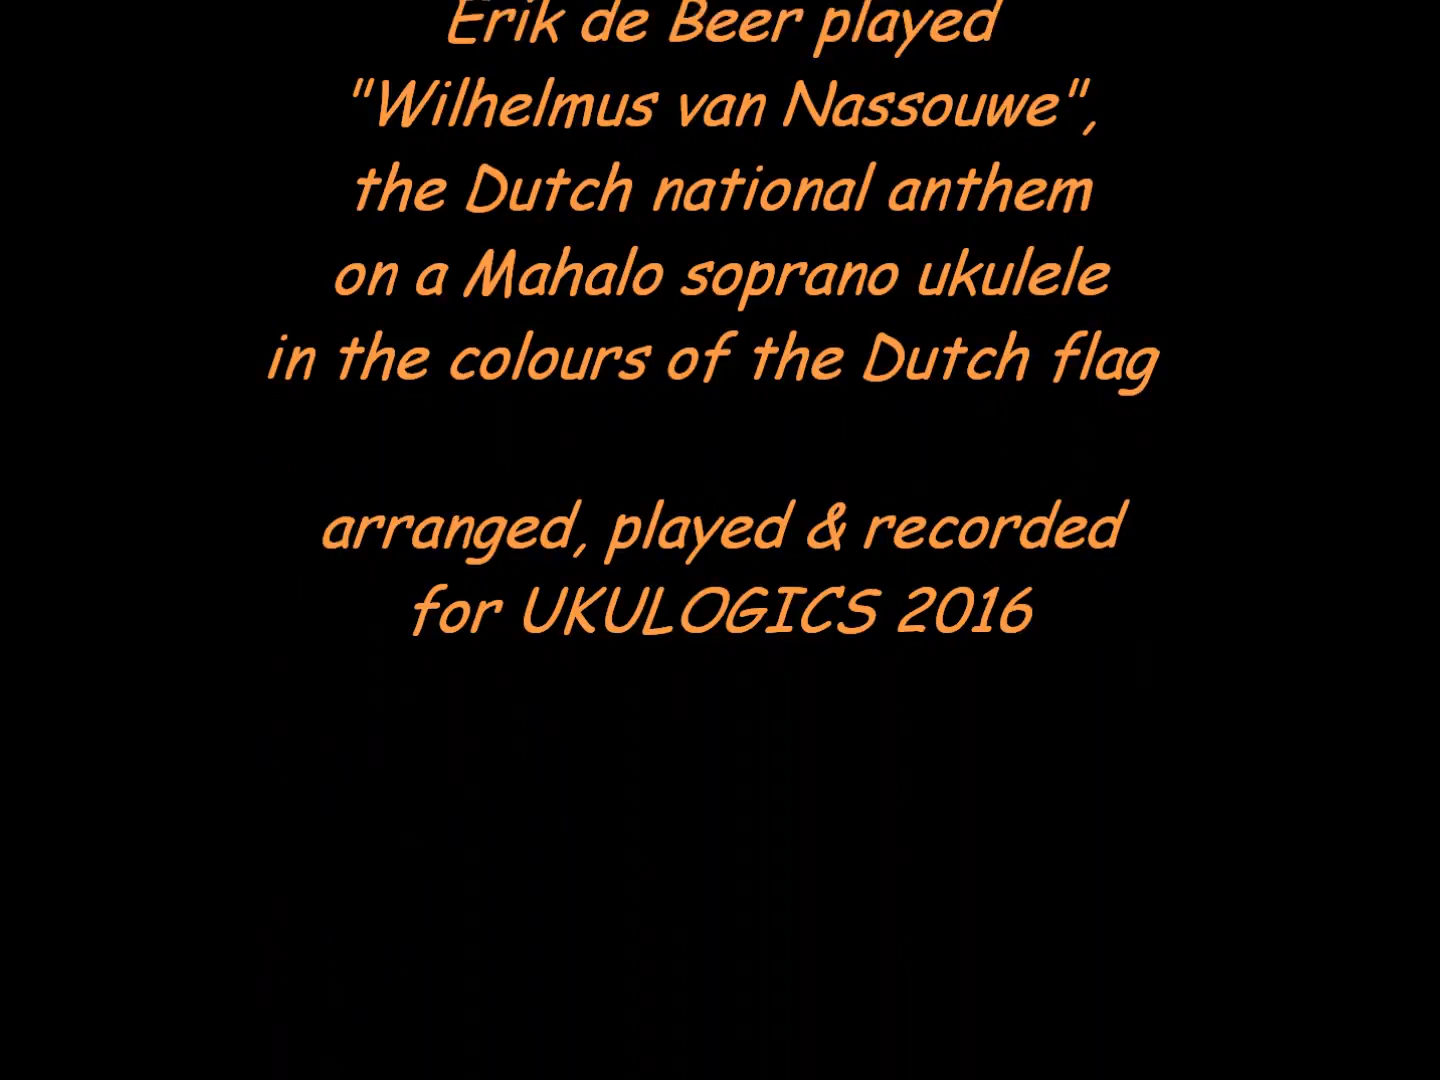 Erik de Beer played
"Wilhelmus van Nassouwe",
the Dutch national anthem
on a Mahalo soprano ukulele
in the colours of the Dutch flag
arranged, played & recorded
for UKULOGICS 2016